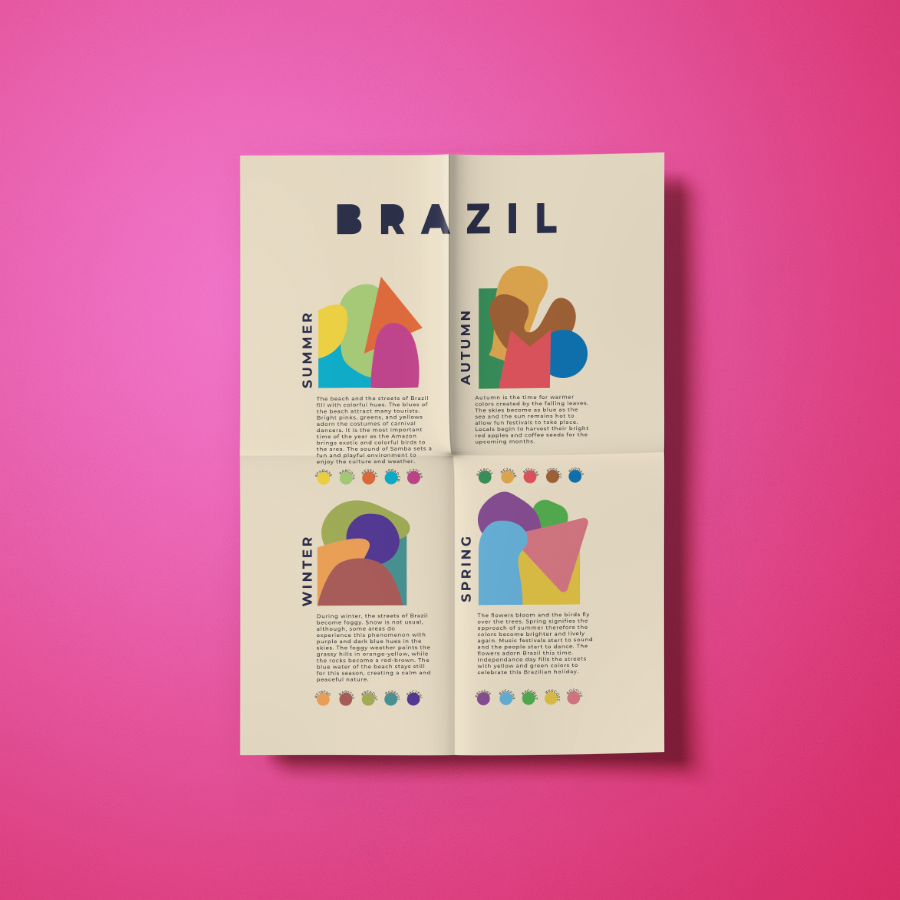 BRAZIL
SUMMER
The beach and the streets of Brazil
fill with colorful hues. The blues of
the beach attract many tourists.
Bright pinks, greens, and yellows
adorn the costumes of carnival
dancers. It is the most important
time of the year as the Amazon
brings exotic and colorful birds to
the area. The sound of Samba sets a
fun and playful environment to
enjoy the culture and weather.
AUTUMN
Autumn is the time for warmer
colors created by the falling leaves.
The skies become as blue as the
sea and the sun remains hot to
allow fun festivals to take place.
Locals begin to harvest their bright
red apples and coffee seeds for the
upcoming months.
WINTER
During winter, the streets of Brazil
become foggy. Snow is not usual,
although, some areas do
experience this phenomenon with
purple and dark blue hues in the
skies. The foggy weather paints the
grassy hills in orange-yellow, while
the rocks become a red-brown. The
blue water of the beach stays still
for this season, creating a calm and
peaceful nature.
SPRING
The flowers bloom and the birds fly
over the trees. Spring signifies the
approach of summer therefore the
colors become brighter and lively
again. Music festivals start to sound
and the people start to dance. The
flowers adorn Brazil this time.
Independance day fills the streets
with yellow and green colors to
celebrate this Brazilian holiday.